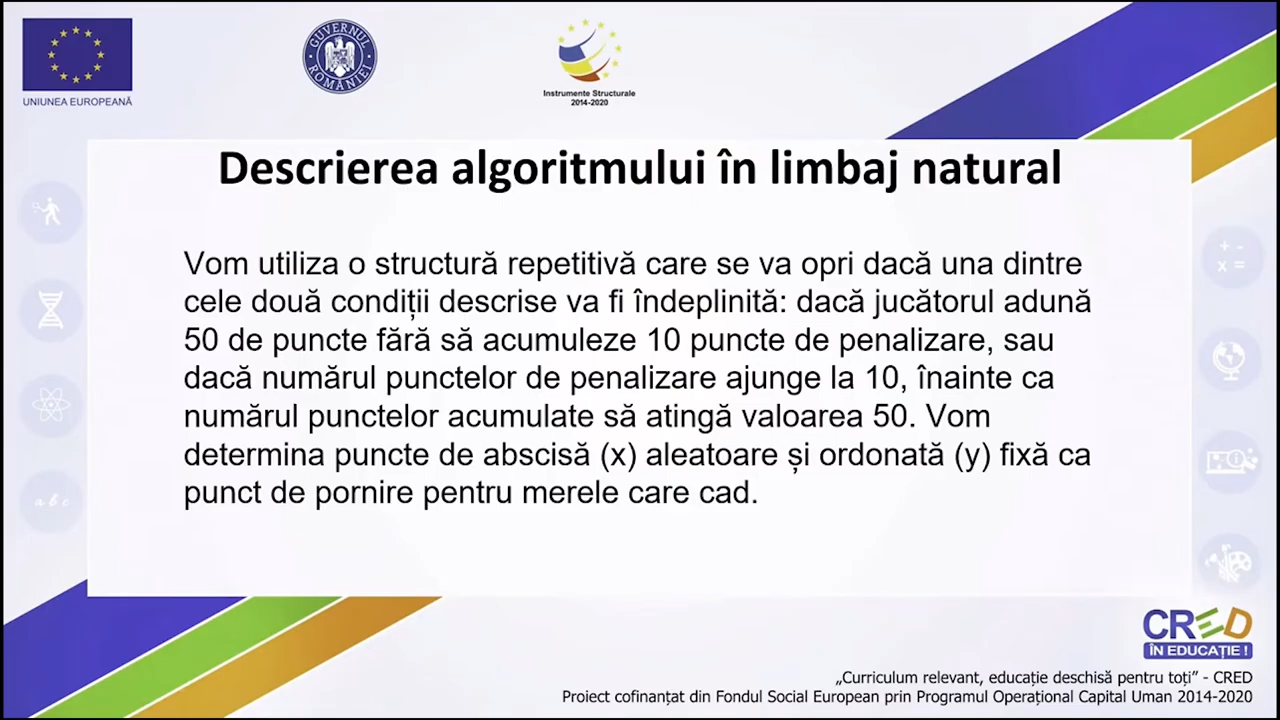 UNIUNEA EUROPEANĂ
GUVERNUL ROMÂNIEI
Instrumente Structurale
2014-2020
Descrierea algoritmului în limbaj natural
Vom utiliza o structură repetitivă care se va opri dacă una dintre
cele două condiții descrise va fi îndeplinită: dacă jucătorul adună
50 de puncte fără să acumuleze 10 puncte de penalizare, sau
dacă numărul punctelor de penalizare ajunge la 10, înainte ca
numărul punctelor acumulate să atingă valoarea 50. Vom
determina puncte de abscisă (x) aleatoare și ordonată (y) fixă ca
punct de pornire pentru merele care cad.
+ -
x =
a b c
CRED
ÎN EDUCAȚIE !
„Curriculum relevant, educație deschisă pentru toți” - CRED
Proiect cofinanțat din Fondul Social European prin Programul Operațional Capital Uman 2014-2020